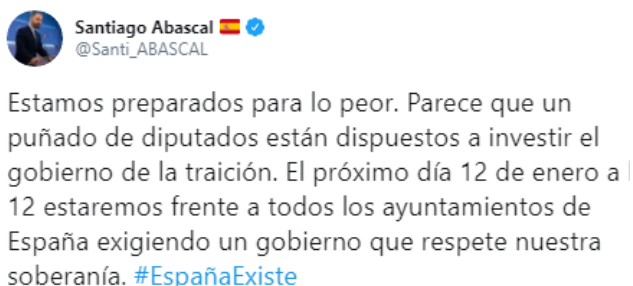 Santiago Abascal
@Santi_ABASCAL
Estamos preparados para lo peor. Parece que un
puñado de diputados están dispuestos a investir el
gobierno de la traición. El próximo día 12 de enero a
12 estaremos frente a todos los ayuntamientos de
España exigiendo un gobierno que respete nuestra
soberanía. #EspañaExiste